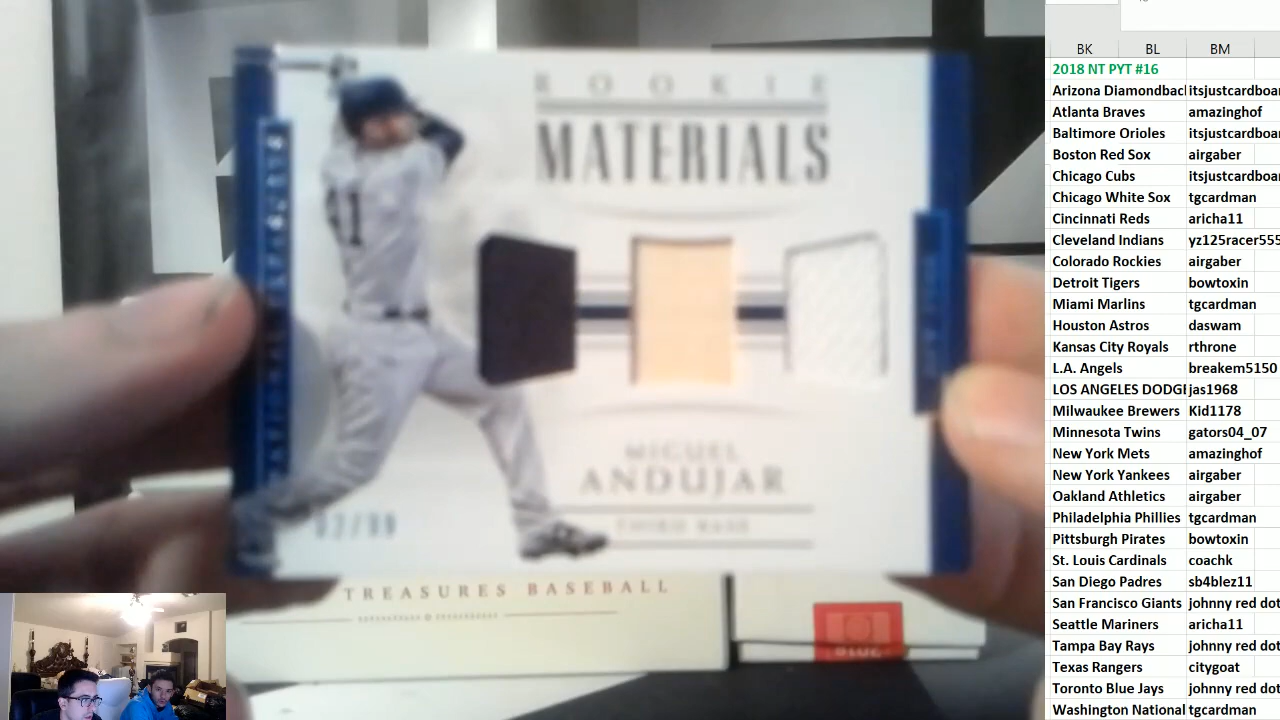 ROOKIE
MATERIALS
MIGUEL
ANDUJAR
THIRD BASE
TREASURES BASEBALL
BK BL BM
2018 NT PYT #16
Arizona Diamondbacl itsjustcardboar
Atlanta Braves amazinghof
Baltimore Orioles itsjustcardboar
Boston Red Sox airgaber
Chicago Cubs itsjustcardboar
Chicago White Sox tgcardman
Cincinnati Reds aricha11
Cleveland Indians yz125racer555
Colorado Rockies airgaber
Detroit Tigers bowtoxin
Miami Marlins tgcardman
Houston Astros daswam
Kansas City Royals rthrone
L.A. Angels breakem5150
LOS ANGELES DODGI jas1968
Milwaukee Brewers Kid1178
Minnesota Twins gators04_07
New York Mets amazinghof
New York Yankees airgaber
Oakland Athletics airgaber
Philadelphia Phillies tgcardman
Pittsburgh Pirates bowtoxin
St. Louis Cardinals coachk
San Diego Padres sb4blez11
San Francisco Giants johnny red dot
Seattle Mariners aricha11
Tampa Bay Rays johnny red dot
Texas Rangers citygoat
Toronto Blue Jays johnny red dot
Washington National tgcardman